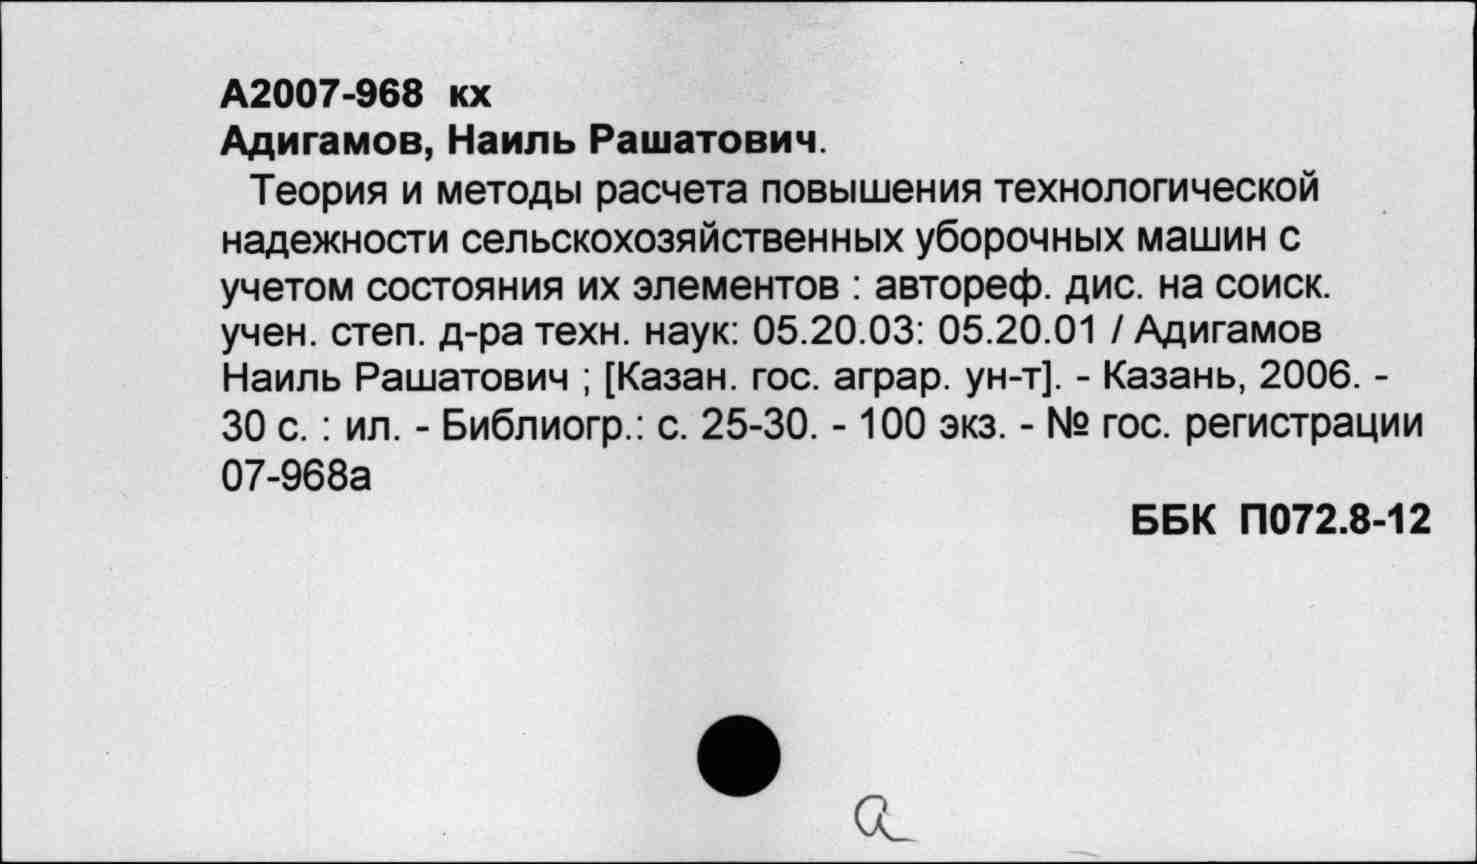 А2007-968 кх
Адигамов, Наиль Рашатович.
Теория и методы расчета повышения технологической
надежности сельскохозяйственных уборочных машин с
учетом состояния их элементов : автореф. дис. на соиск.
учен. степ. д-ра техн. наук: 05.20.03: 05.20.01 / Адигамов
Наиль Рашатович ; [Казан. гос. аграр. ун-т]. - Казань, 2006. -
30 с. : ил. - Библиогр.: с. 25-30. - 100 экз. - № гос. регистрации
07-968а
ББК П072.8-12
а